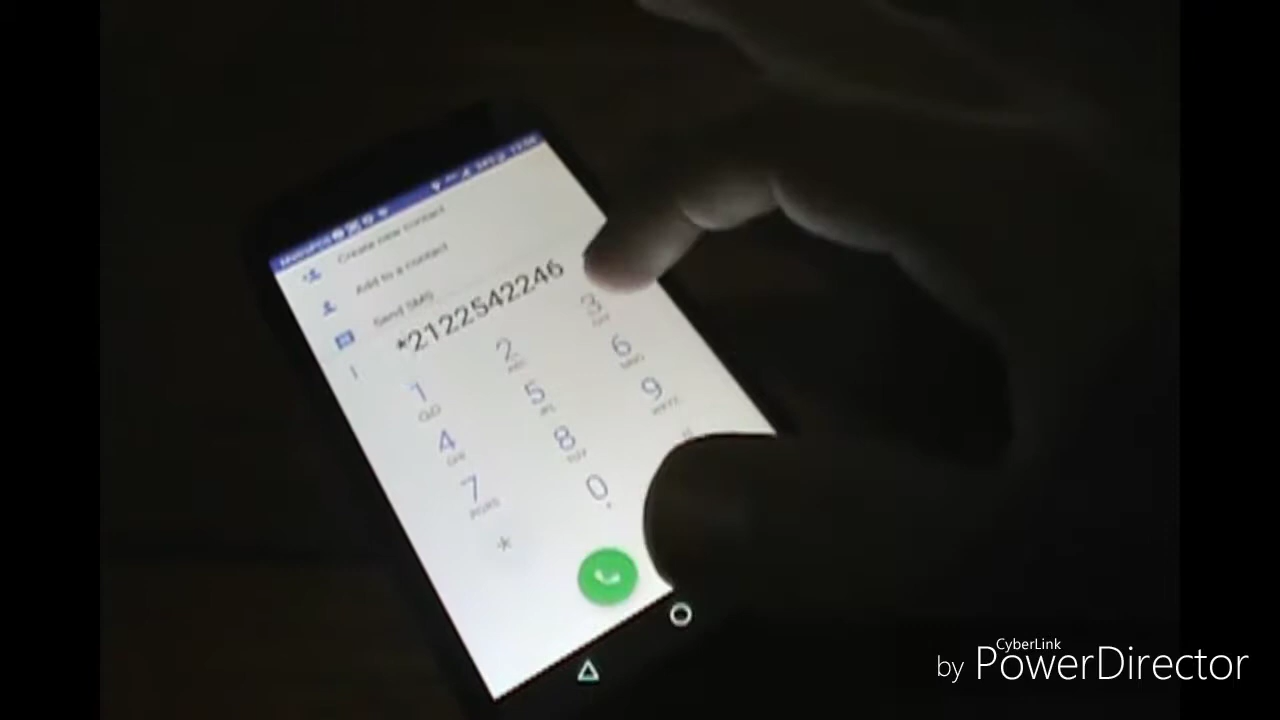 MetroPCS
Create new contact
Add to a contact
Send SMS
*2122542246
1 2 3
4 5 6
7 8 9
* 0
CyberLink
by PowerDirector